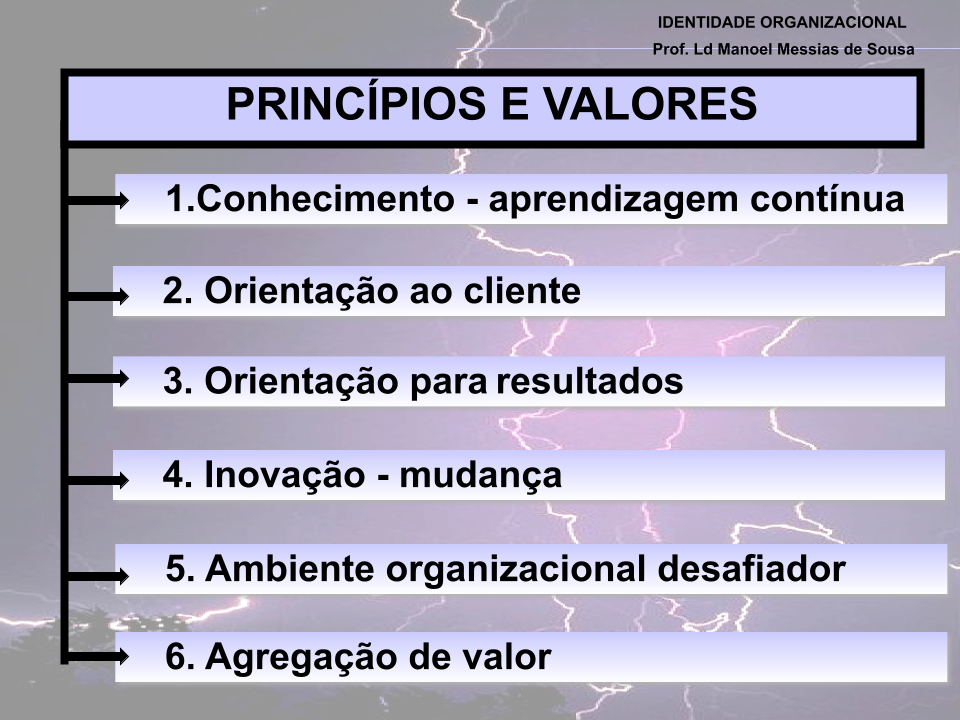 IDENTIDADE ORGANIZACIONAL
Prof. Ld Manoel Messias de Sousa
PRINCÍPIOS E VALORES
1.Conhecimento - aprendizagem contínua
2. Orientação ao cliente
3. Orientação para resultados
4. Inovação - mudança
5. Ambiente organizacional desafiador
6. Agregação de valor